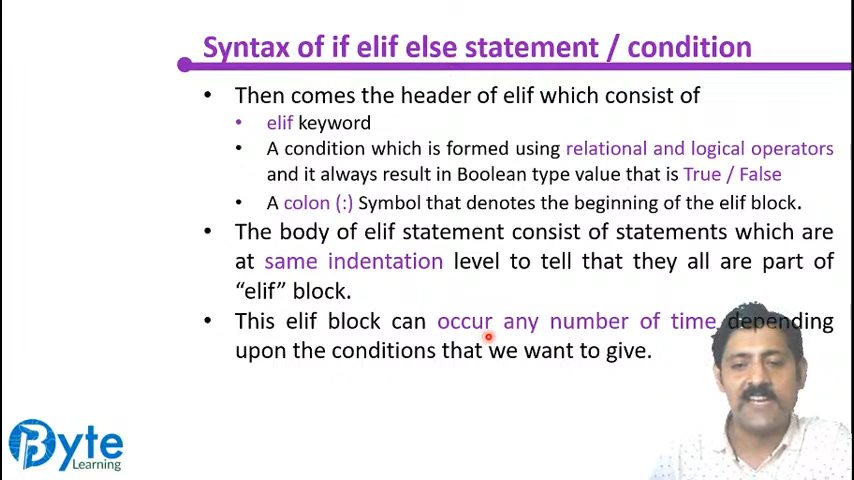 Syntax of if elif else statement / condition
• Then comes the header of elif which consist of
• elif keyword
• A condition which is formed using relational and logical operators
and it always result in Boolean type value that is True / False
• A colon (:) Symbol that denotes the beginning of the elif block.
• The body of elif statement consist of statements which are
at same indentation level to tell that they all are part of
“elif” block.
• This elif block can occur any number of time depending
upon the conditions that we want to give.
Byte
Learning